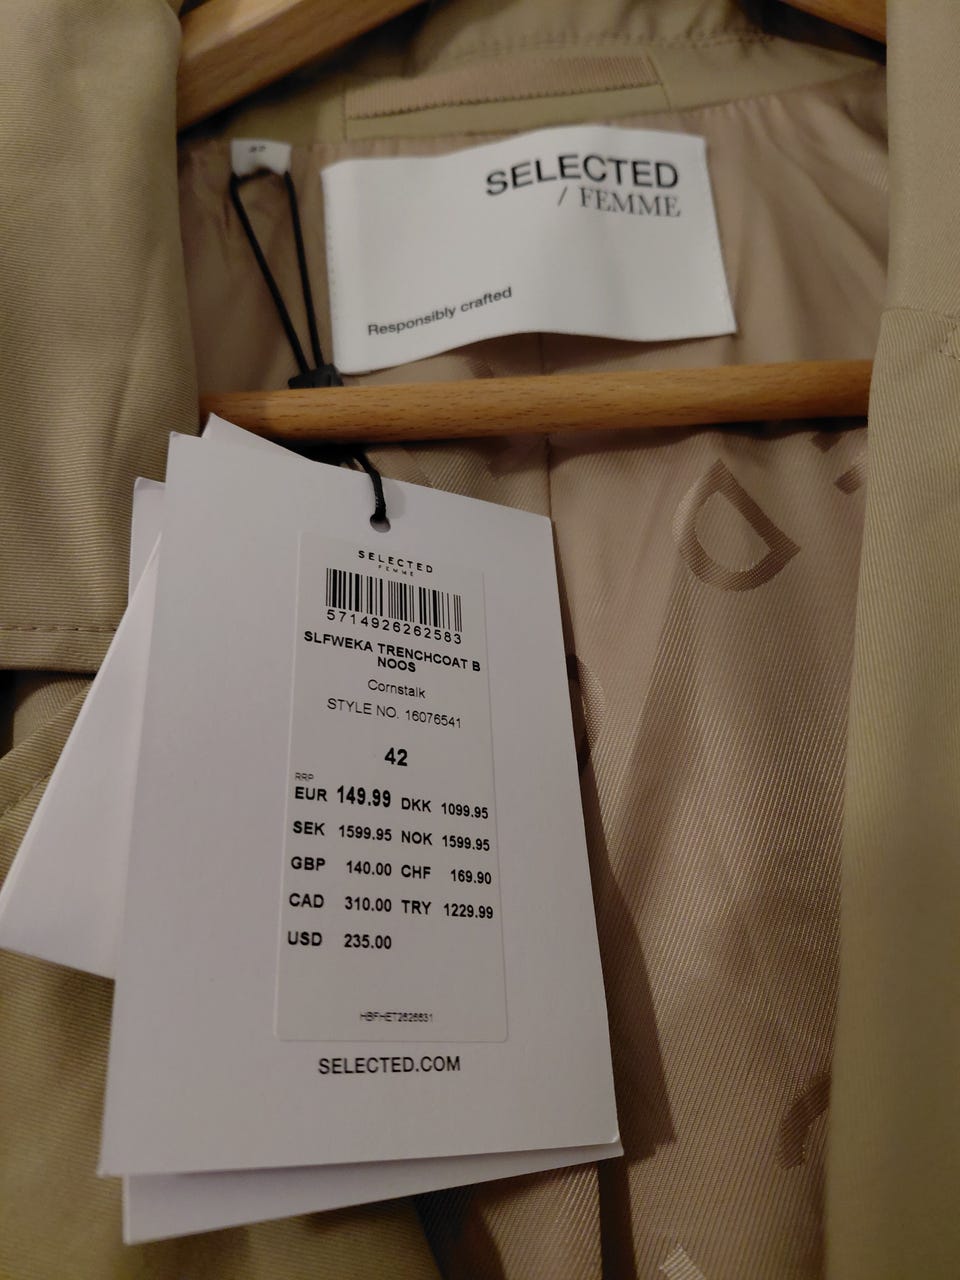 SELECTED
/ FEMME
Responsibly crafted
SELECTED
FEMME
5714926262583
SLFWEKA TRENCHCOAT B
NOOS
Cornstalk
STYLE NO. 16076541
42
RRP
EUR 149.99 DKK 1099.95
SEK 1599.95 NOK 1599.95
GBP 140.00 CHF 169.90
CAD 310.00 TRY 1229.99
USD 235.00
SELECTED.COM
D